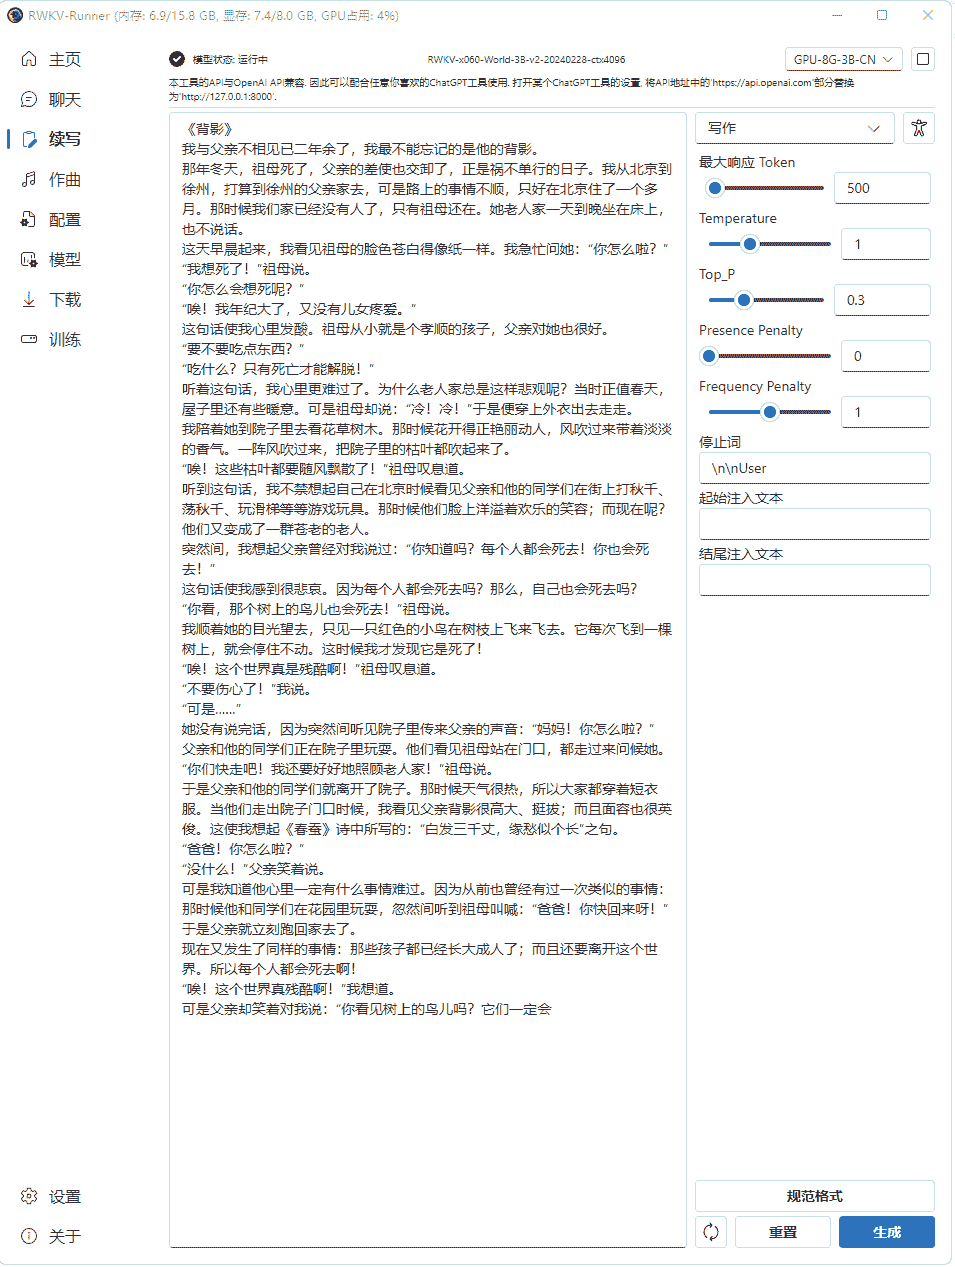 RWKV-Runner (内存: 6.9/15.8 GB, 显存: 7.4/8.0 GB, GPU占用: 4%)
主页
聊天
续写
作曲
配置
模型
下载
训练
设置
关于
模型状态: 运行中
RWKV-x060-World-3B-v2-20240228-ctx4096
GPU-8G-3B-CN
本工具的API与OpenAI API兼容. 因此可以配合任意你喜欢的ChatGPT工具使用. 打开某个ChatGPT工具的设置, 将API地址中的'https://api.openai.com'部分替换
为'http://127.0.0.1:8000'.
《背影》
我与父亲不相见已二年余了，我最不能忘记的是他的背影。
那年冬天，祖母死了，父亲的差使也交卸了，正是祸不单行的日子。我从北京到
徐州，打算到徐州的父亲家去，可是路上的事情不顺，只好在北京住了一个多
月。那时候我们家已经没有人了，只有祖母还在。她老人家一天到晚坐在床上，
也不说话。
这天早晨起来，我看见祖母的脸色苍白得像纸一样。我急忙问她：“你怎么啦？”
“我想死了！”祖母说。
“你怎么会想死呢？”
“唉！我年纪大了，又没有儿女疼爱。”
这句话使我心里发酸。祖母从小就是个孝顺的孩子，父亲对她也很好。
“要不要吃点东西？”
“吃什么？只有死亡才能解脱！”
听着这句话，我心里更难过了。为什么老人家总是这样悲观呢？当时正值春天，
屋子里还有些暖意。可是祖母却说：“冷！冷！”于是便穿上外衣出去走走。
我陪着她到院子里去看花草树木。那时候花开得正艳丽动人，风吹过来带着淡淡
的香气。一阵风吹过来，把院子里的枯叶都吹起来了。
“唉！这些枯叶都要随风飘散了！”祖母叹息道。
听到这句话，我不禁想起自己在北京时候看见父亲和他的同学们在街上打秋千、
荡秋千、玩滑梯等等游戏玩具。那时候他们脸上洋溢着欢乐的笑容；而现在呢？
他们又变成了一群苍老的老人。
突然间，我想起父亲曾经对我说过：“你知道吗？每个人都会死去！你也会死
去！”
这句话使我感到很悲哀。因为每个人都会死去吗？那么，自己也会死去吗？
“你看，那个树上的鸟儿也会死去！”祖母说。
我顺着她的目光望去，只见一只红色的小鸟在树枝上飞来飞去。它每次飞到一棵
树上，就会停住不动。这时候我才发现它是死了！
“唉！这个世界真是残酷啊！”祖母叹息道。
“不要伤心了！”我说。
“可是……”
她没有说完话，因为突然间听见院子里传来父亲的声音：“妈妈！你怎么啦？”
父亲和他的同学们正在院子里玩耍。他们看见祖母站在门口，都走过来问候她。
“你们快走吧！我还要好好地照顾老人家！”祖母说。
于是父亲和他的同学们就离开了院子。那时候天气很热，所以大家都穿着短衣
服。当他们走出院子门口时候，我看见父亲背影很高大、挺拔；而且面容也很英
俊。这使我想起《春蚕》诗中所写的：“白发三千丈，缘愁似个长”之句。
“爸爸！你怎么啦？”
“没什么！”父亲笑着说。
可是我知道他心里一定有什么事情难过。因为从前也曾经有过一次类似的事情：
那时候他和同学们在花园里玩耍，忽然间听到祖母叫喊：“爸爸！你快回来呀！”
于是父亲就立刻跑回家去了。
现在又发生了同样的事情：那些孩子都已经长大成人了；而且还要离开这个世
界。所以每个人都会死去啊！
“唉！这个世界真残酷啊！”我想道。
可是父亲却笑着对我说：“你看见树上的鸟儿吗？它们一定会
写作
最大响应 Token
500
Temperature
1
Top_P
0.3
Presence Penalty
0
Frequency Penalty
1
停止词
\n\nUser
起始注入文本
结尾注入文本
规范格式
重置
生成